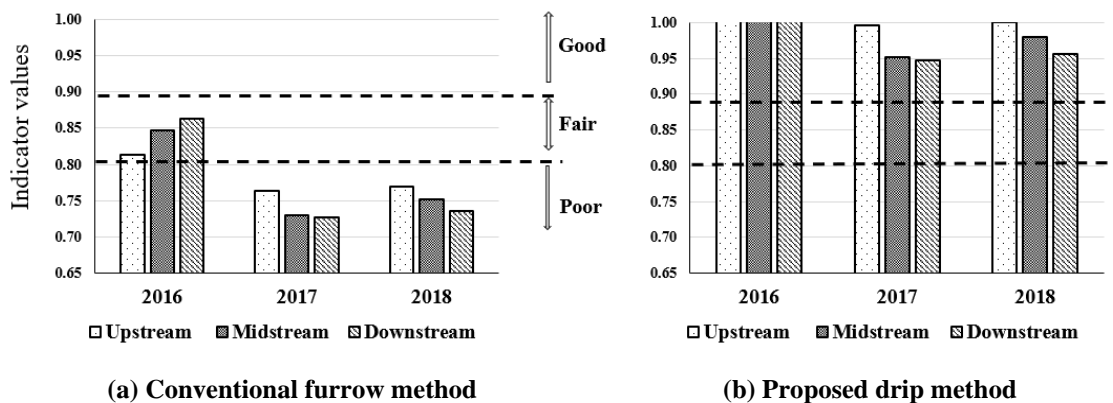 Indicator values
1.00
0.95
0.90
0.85
0.80
0.75
0.70
0.65
2016 2017 2018
Upstream Midstream Downstream
(a) Conventional furrow method
Good
Fair
Poor
1.00
0.95
0.90
0.85
0.80
0.75
0.70
0.65
2016 2017 2018
Upstream Midstream Downstream
(b) Proposed drip method